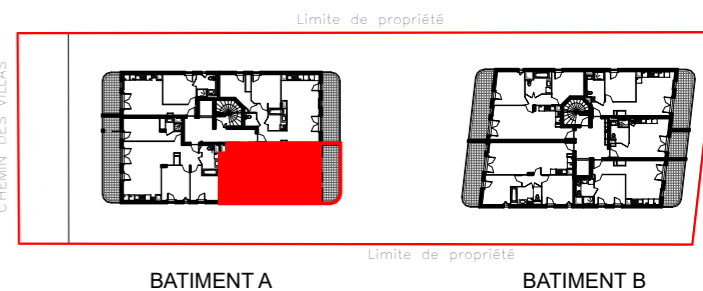 Limite de propriété
CHEMIN DES VILLAS
Limite de propriété
BATIMENT A
BATIMENT B